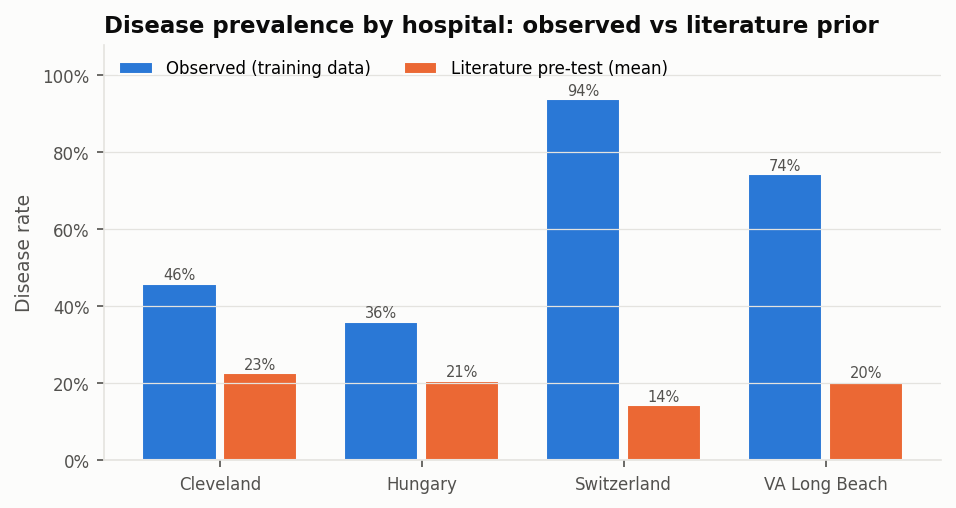 Disease prevalence by hospital: observed vs literature prior
Observed (training data)
Literature pre-test (mean)
Disease rate
100%
80%
60%
40%
20%
0%
46%
23%
36%
21%
94%
14%
74%
20%
Cleveland
Hungary
Switzerland
VA Long Beach